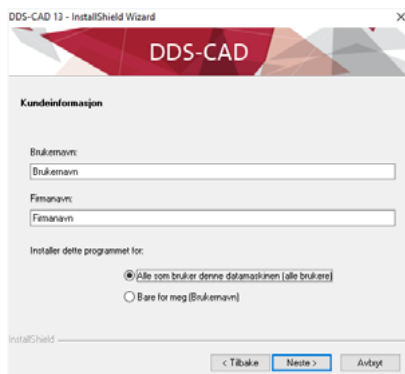 DDS-CAD 13 - InstallShield Wizard
DDS-CAD
Kundeinformasjon
Brukernavn:
Brukernavn
Firmanavn:
Firmanavn
Installer dette programmet for:
Alle som bruker denne datamaskinen (alle brukere)
Bare for meg (Brukernavn)
InstallShield
< Tilbake Neste > Avbryt